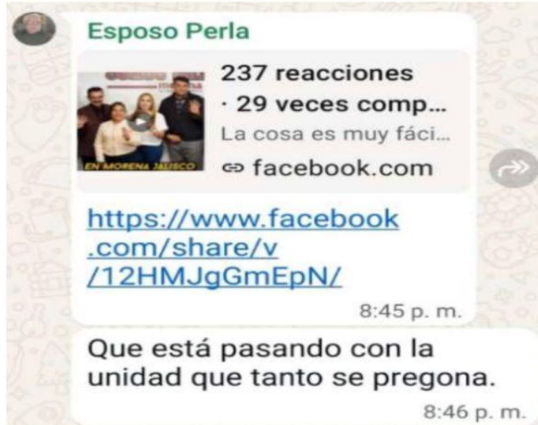 Esposo Perla
237 reacciones
· 29 veces comp...
La cosa es muy fáci...
facebook.com
EN MORENA JALISCO
https://www.facebook
.com/share/v
/12HMJgGmEpN/
8:45 p. m.
Que está pasando con la
unidad que tanto se pregona.
8:46 p. m.